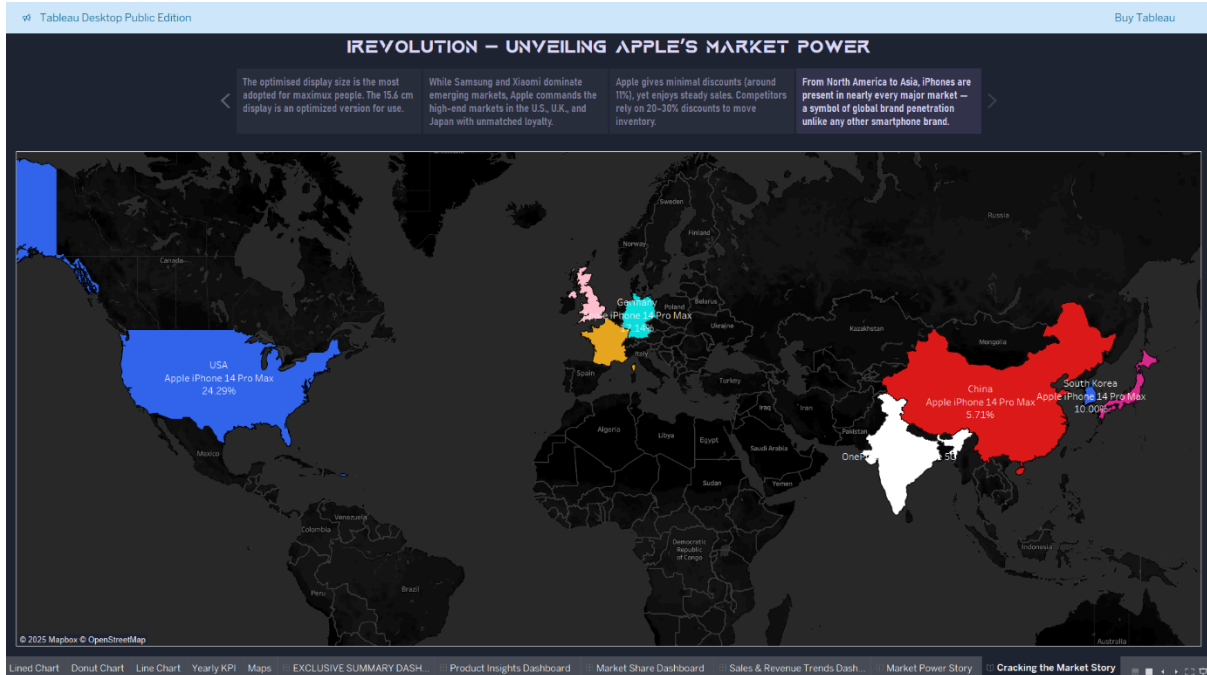 Tableau Desktop Public Edition
Buy Tableau
IREVOLUTION – UNVEILING APPLE'S MARKET POWER
The optimised display size is the most
adopted for maximux people. The 15.6 cm
display is an optimized version for use.
While Samsung and Xiaomi dominate
emerging markets, Apple commands the
high-end markets in the U.S., U.K., and
Japan with unmatched loyalty.
Apple gives minimal discounts (around
11%), yet enjoys steady sales. Competitors
rely on 20–30% discounts to move
inventory.
From North America to Asia, iPhones are
present in nearly every major market —
a symbol of global brand penetration
unlike any other smartphone brand.
Sweden
Russia
Finland
Norway
Canada
Germany
Poland
Belarus
iPhone 14 Pro Max
Ukraine
Kazakhstan
Mongolia
Italy
Spain
Turkey
USA
Apple iPhone 14 Pro Max
24.29%
China
Apple iPhone 14 Pro Max
5.71%
South Korea
Apple iPhone 14 Pro Max
10.00%
Iraq
Iran
Pakistan
Algeria
Libya
Egypt
Saudi Arabia
Mexico
Sudan
Yemen
Venezuela
Colombia
Democratic
Republic
of Congo
Indonesia
Peru
Brazil
Australia
© 2025 Mapbox © OpenStreetMap
Lined Chart Donut Chart Line Chart Yearly KPI Maps EXCLUSIVE SUMMARY DASH... Product Insights Dashboard Market Share Dashboard Sales & Revenue Trends Dash... Market Power Story Cracking the Market Story